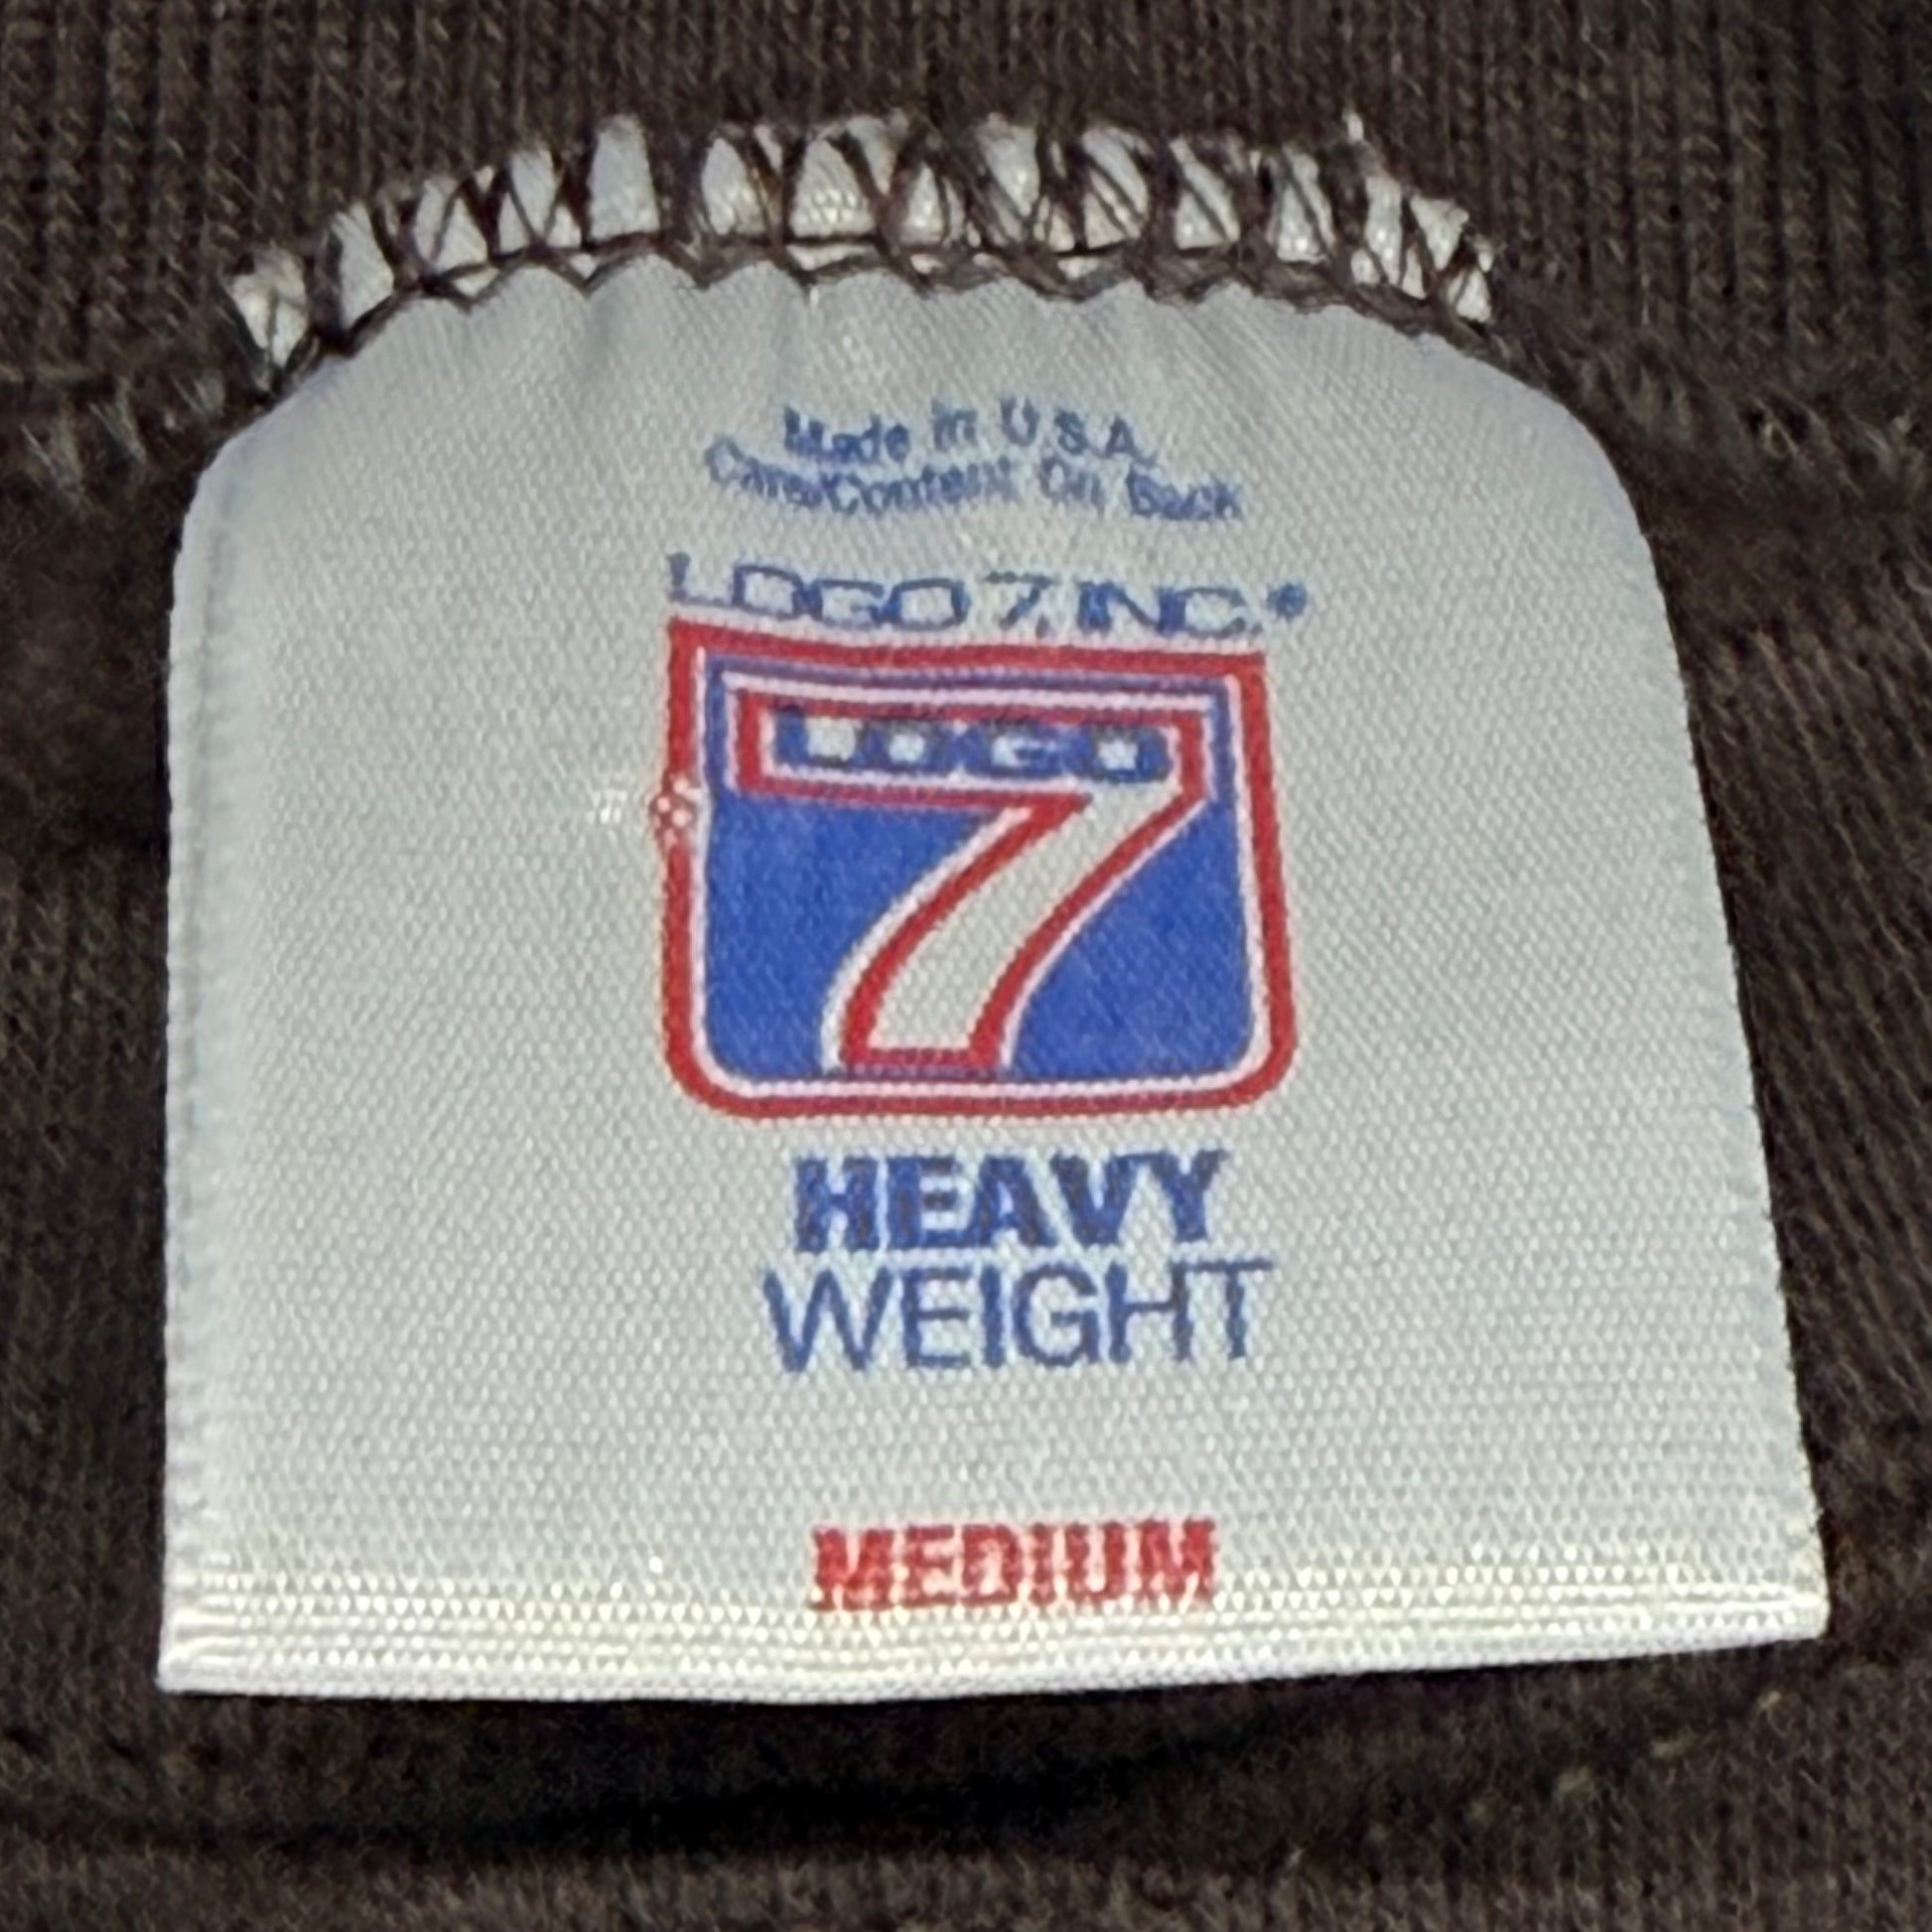 Made in U.S.A.
Care/Content On Back
LOGO 7, INC.®
LOGO
7
HEAVY
WEIGHT
MEDIUM